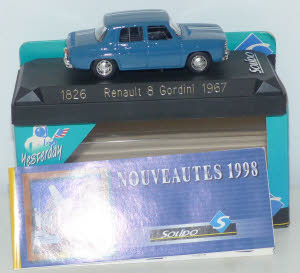 Solido
1826 Renault 8 Gordini 1967
Yesterday
NOUVEAUTES 1998
Solido S